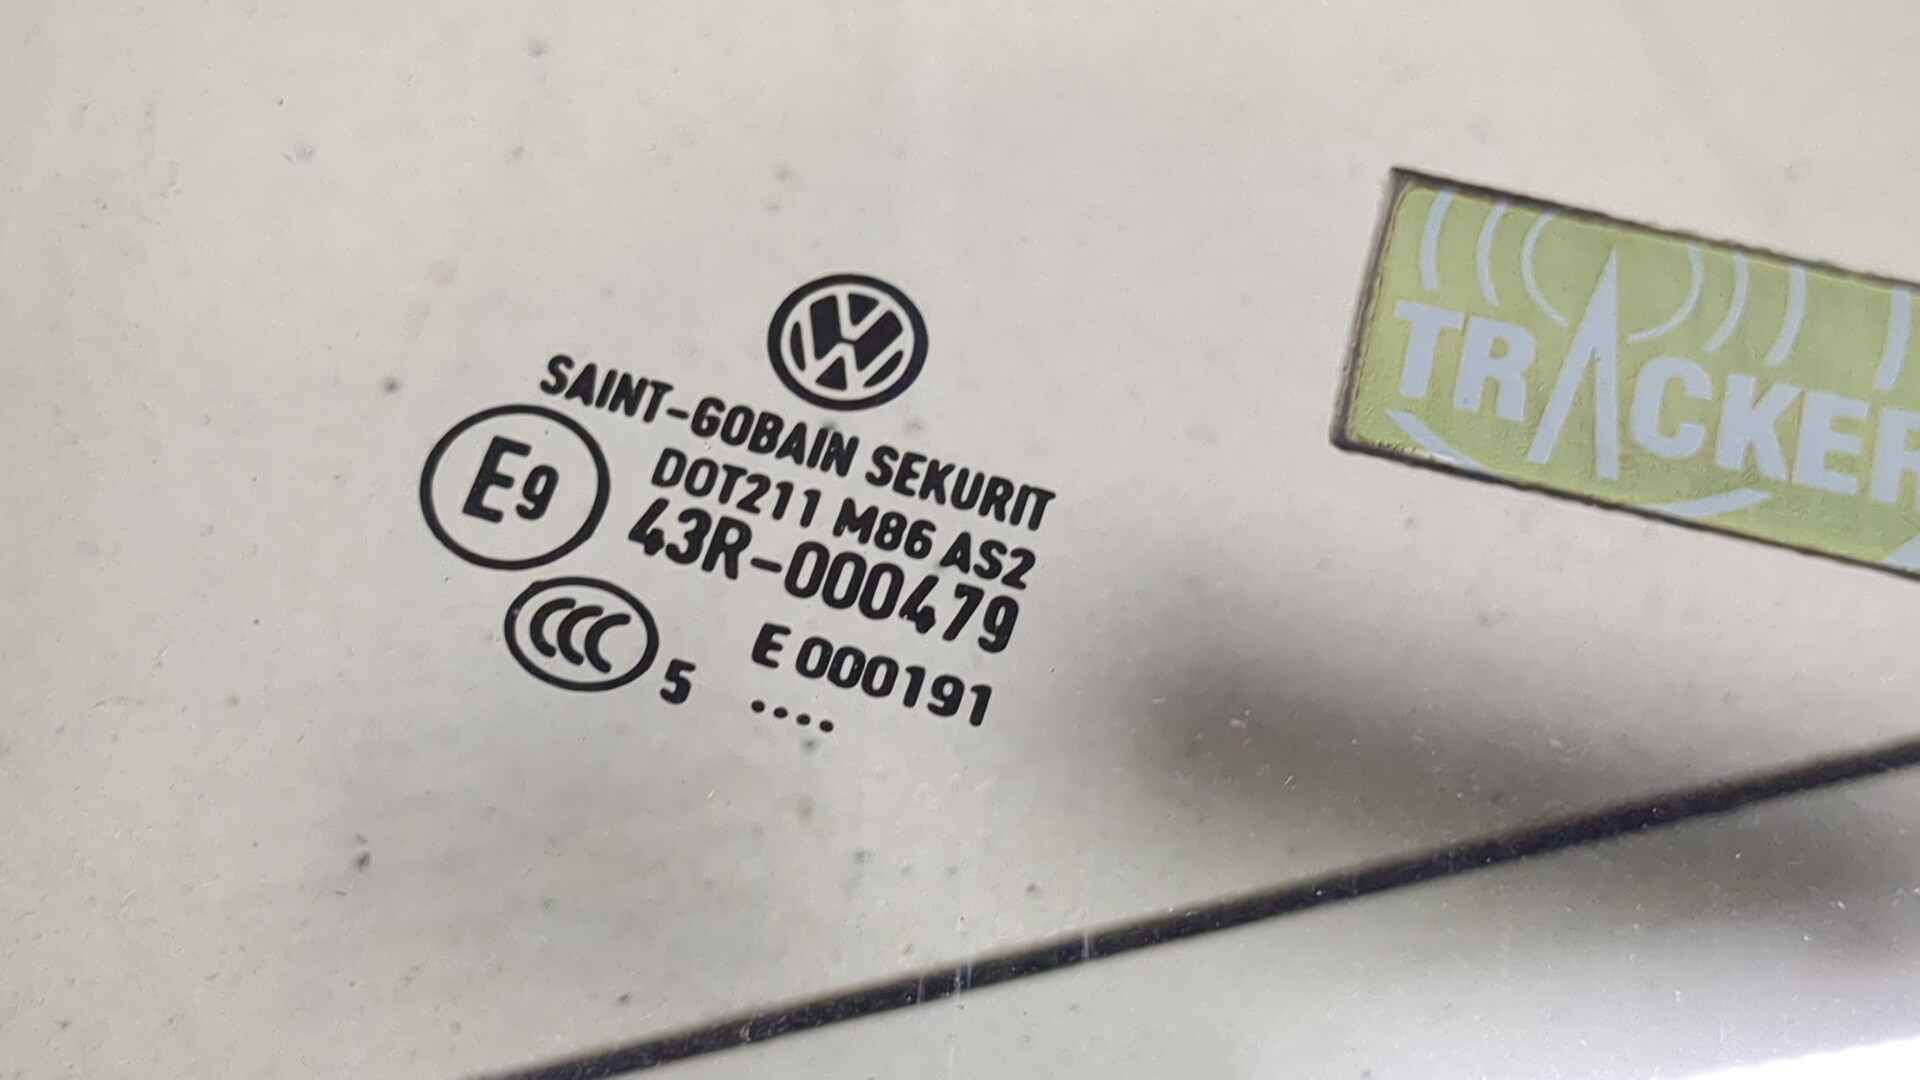 SAINT-GOBAIN SEKURIT
E9
DOT211 M86 AS2
43R-000479
CCC 5
E 000191
....
TRACKER